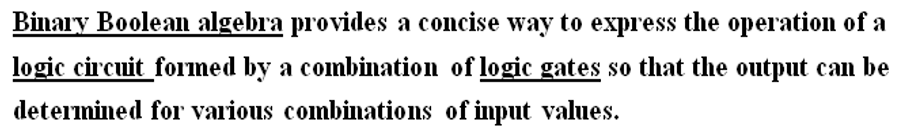 Binary Boolean algebra provides a concise way to express the operation of a
logic circuit formed by a combination of logic gates so that the output can be
determined for various combinations of input values.